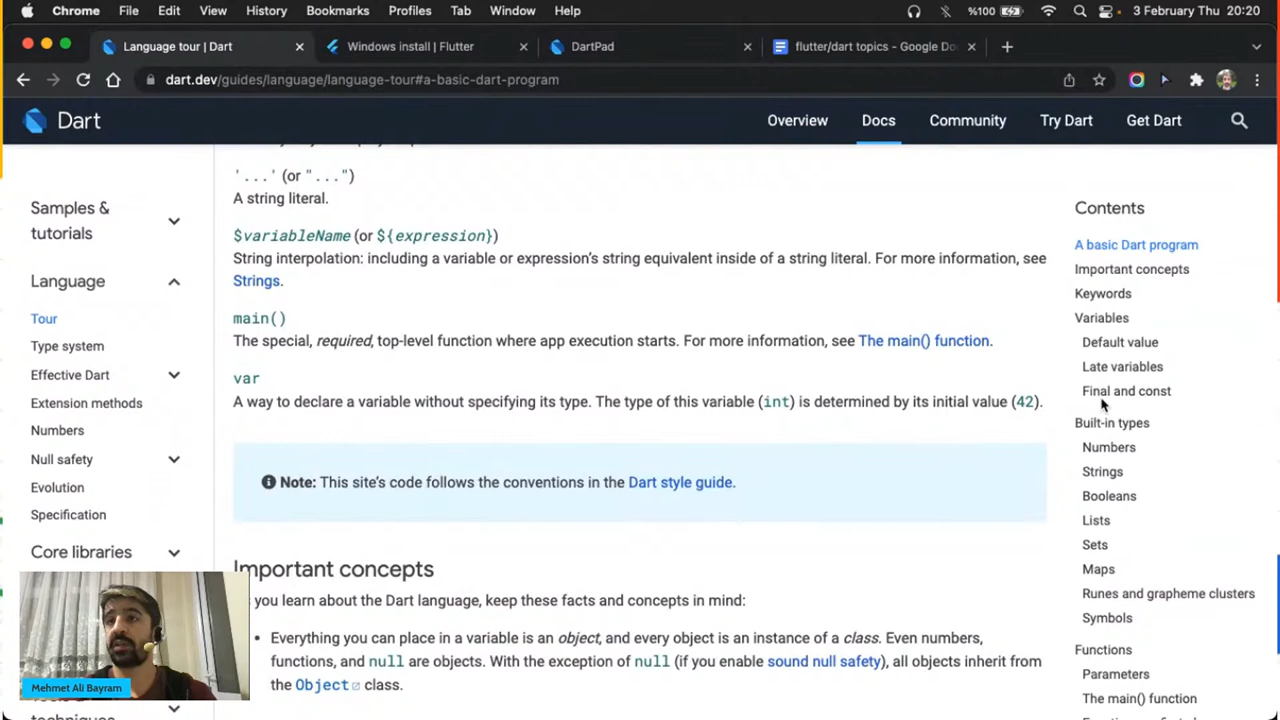 Chrome File Edit View History Bookmarks Profiles Tab Window Help %100 3 February Thu 20:20
Language tour | Dart Windows install | Flutter DartPad flutter/dart topics - Google Do
dart.dev/guides/language/language-tour#a-basic-dart-program
Dart Overview Docs Community Try Dart Get Dart
Samples &
tutorials
Language
Tour
Type system
Effective Dart
Extension methods
Numbers
Null safety
Evolution
Specification
Core libraries
techniques
'...' (or "...")
A string literal.
$variableName (or ${expression})
String interpolation: including a variable or expression's string equivalent inside of a string literal. For more information, see
Strings.
main()
The special, required, top-level function where app execution starts. For more information, see The main() function.
var
A way to declare a variable without specifying its type. The type of this variable (int) is determined by its initial value (42).
Note: This site's code follows the conventions in the Dart style guide.
Important concepts
you learn about the Dart language, keep these facts and concepts in mind:
• Everything you can place in a variable is an object, and every object is an instance of a class. Even numbers,
functions, and null are objects. With the exception of null (if you enable sound null safety), all objects inherit from
the Object class.
Contents
A basic Dart program
Important concepts
Keywords
Variables
Default value
Late variables
Final and const
Built-in types
Numbers
Strings
Booleans
Lists
Sets
Maps
Runes and grapheme clusters
Symbols
Functions
Parameters
The main() function
Mehmet Ali Bayram